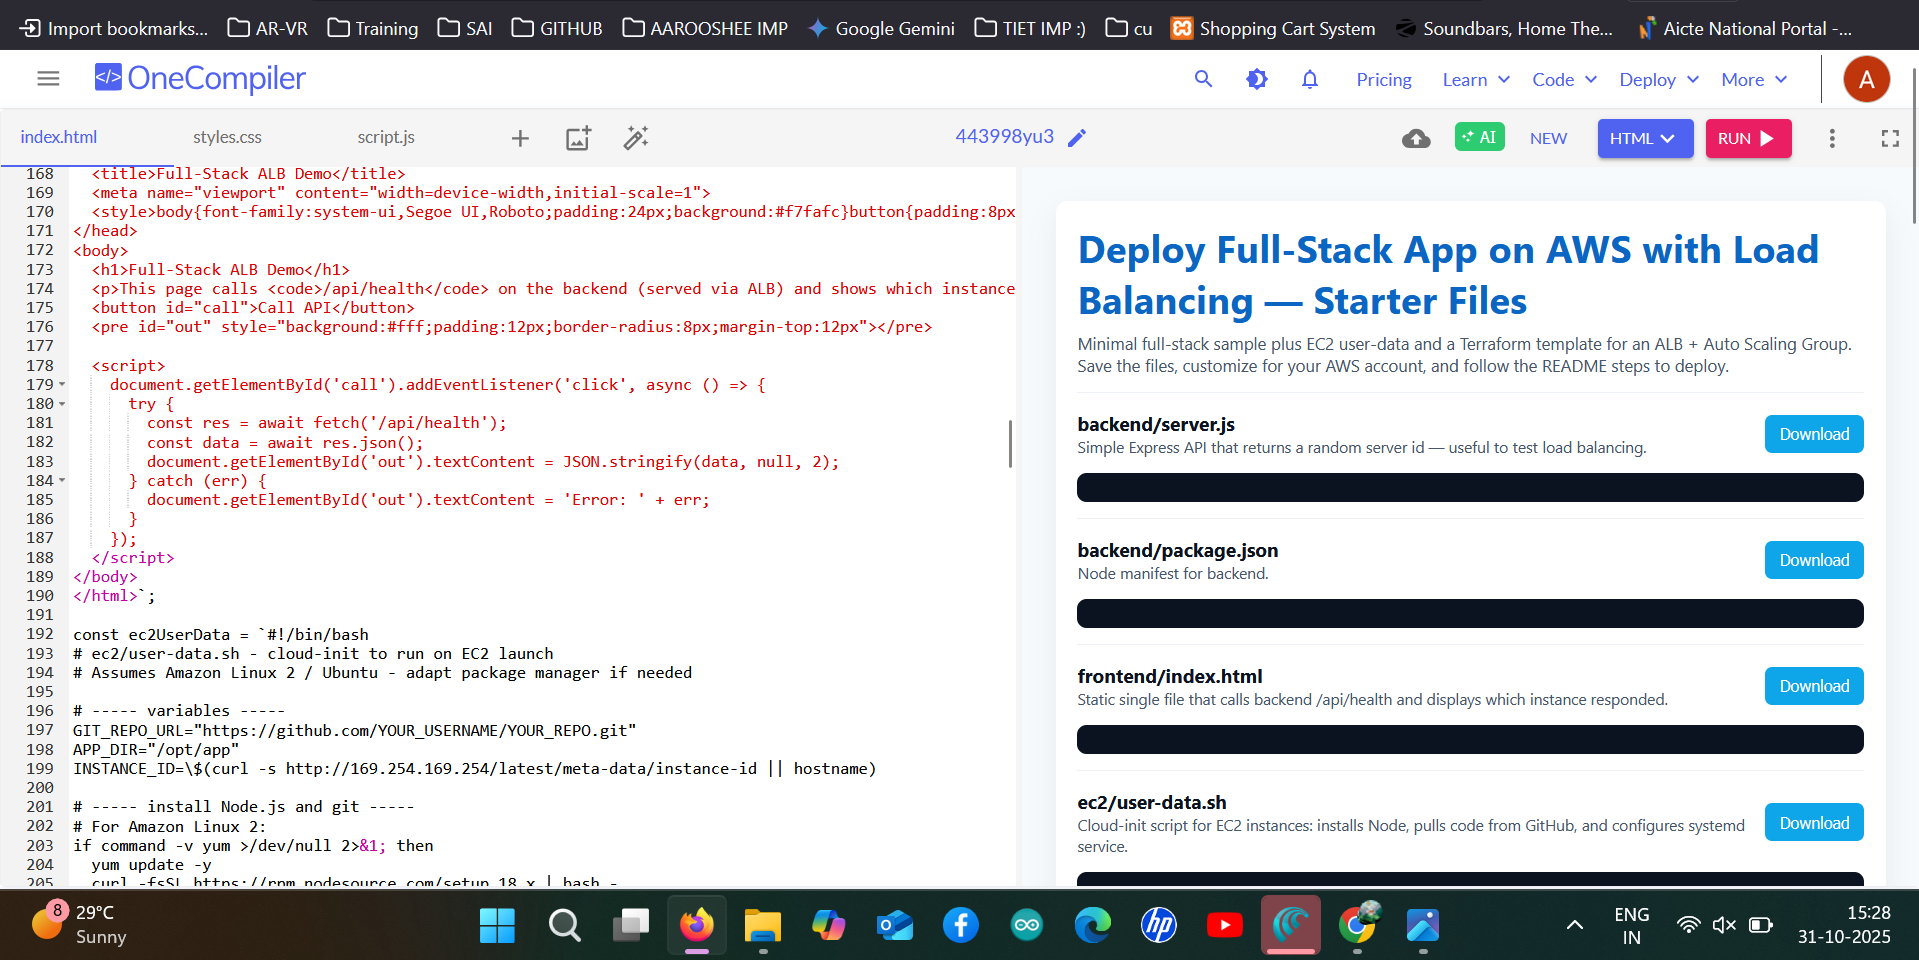 Import bookmarks...
AR-VR
Training
SAI
GITHUB
AAROOSHEE IMP
Google Gemini
TIET IMP :)
cu
Shopping Cart System
Soundbars, Home The...
Aicte National Portal -...
</> OneCompiler
Pricing
Learn
Code
Deploy
More
A
index.html
styles.css
script.js
443998yu3
AI
NEW
HTML
RUN
168 <title>Full-Stack ALB Demo</title>
169 <meta name="viewport" content="width=device-width,initial-scale=1">
170 <style>body{font-family:system-ui,Segoe UI,Roboto;padding:24px;background:#f7fafc}button{padding:8px
171 </head>
172 <body>
173 <h1>Full-Stack ALB Demo</h1>
174 <p>This page calls <code>/api/health</code> on the backend (served via ALB) and shows which instance
175 <button id="call">Call API</button>
176 <pre id="out" style="background:#fff;padding:12px;border-radius:8px;margin-top:12px"></pre>
177
178 <script>
179 document.getElementById('call').addEventListener('click', async () => {
180 try {
181 const res = await fetch('/api/health');
182 const data = await res.json();
183 document.getElementById('out').textContent = JSON.stringify(data, null, 2);
184 } catch (err) {
185 document.getElementById('out').textContent = 'Error: ' + err;
186 }
187 });
188 </script>
189 </body>
190 </html>`;
191
192 const ec2UserData = `#!/bin/bash
193 # ec2/user-data.sh - cloud-init to run on EC2 launch
194 # Assumes Amazon Linux 2 / Ubuntu - adapt package manager if needed
195
196 # ----- variables -----
197 GIT_REPO_URL="https://github.com/YOUR_USERNAME/YOUR_REPO.git"
198 APP_DIR="/opt/app"
199 INSTANCE_ID=\$(curl -s http://169.254.169.254/latest/meta-data/instance-id || hostname)
200
201 # ----- install Node.js and git -----
202 # For Amazon Linux 2:
203 if command -v yum >/dev/null 2>&1; then
204 yum update -y
205 curl -fsSL https://rpm.nodesource.com/setup_18.x | bash -
Deploy Full-Stack App on AWS with Load
Balancing — Starter Files
Minimal full-stack sample plus EC2 user-data and a Terraform template for an ALB + Auto Scaling Group.
Save the files, customize for your AWS account, and follow the README steps to deploy.
backend/server.js
Simple Express API that returns a random server id — useful to test load balancing.
Download
backend/package.json
Node manifest for backend.
Download
frontend/index.html
Static single file that calls backend /api/health and displays which instance responded.
Download
ec2/user-data.sh
Cloud-init script for EC2 instances: installs Node, pulls code from GitHub, and configures systemd
service.
Download
8
29°C
Sunny
hp
ENG
IN
15:28
31-10-2025